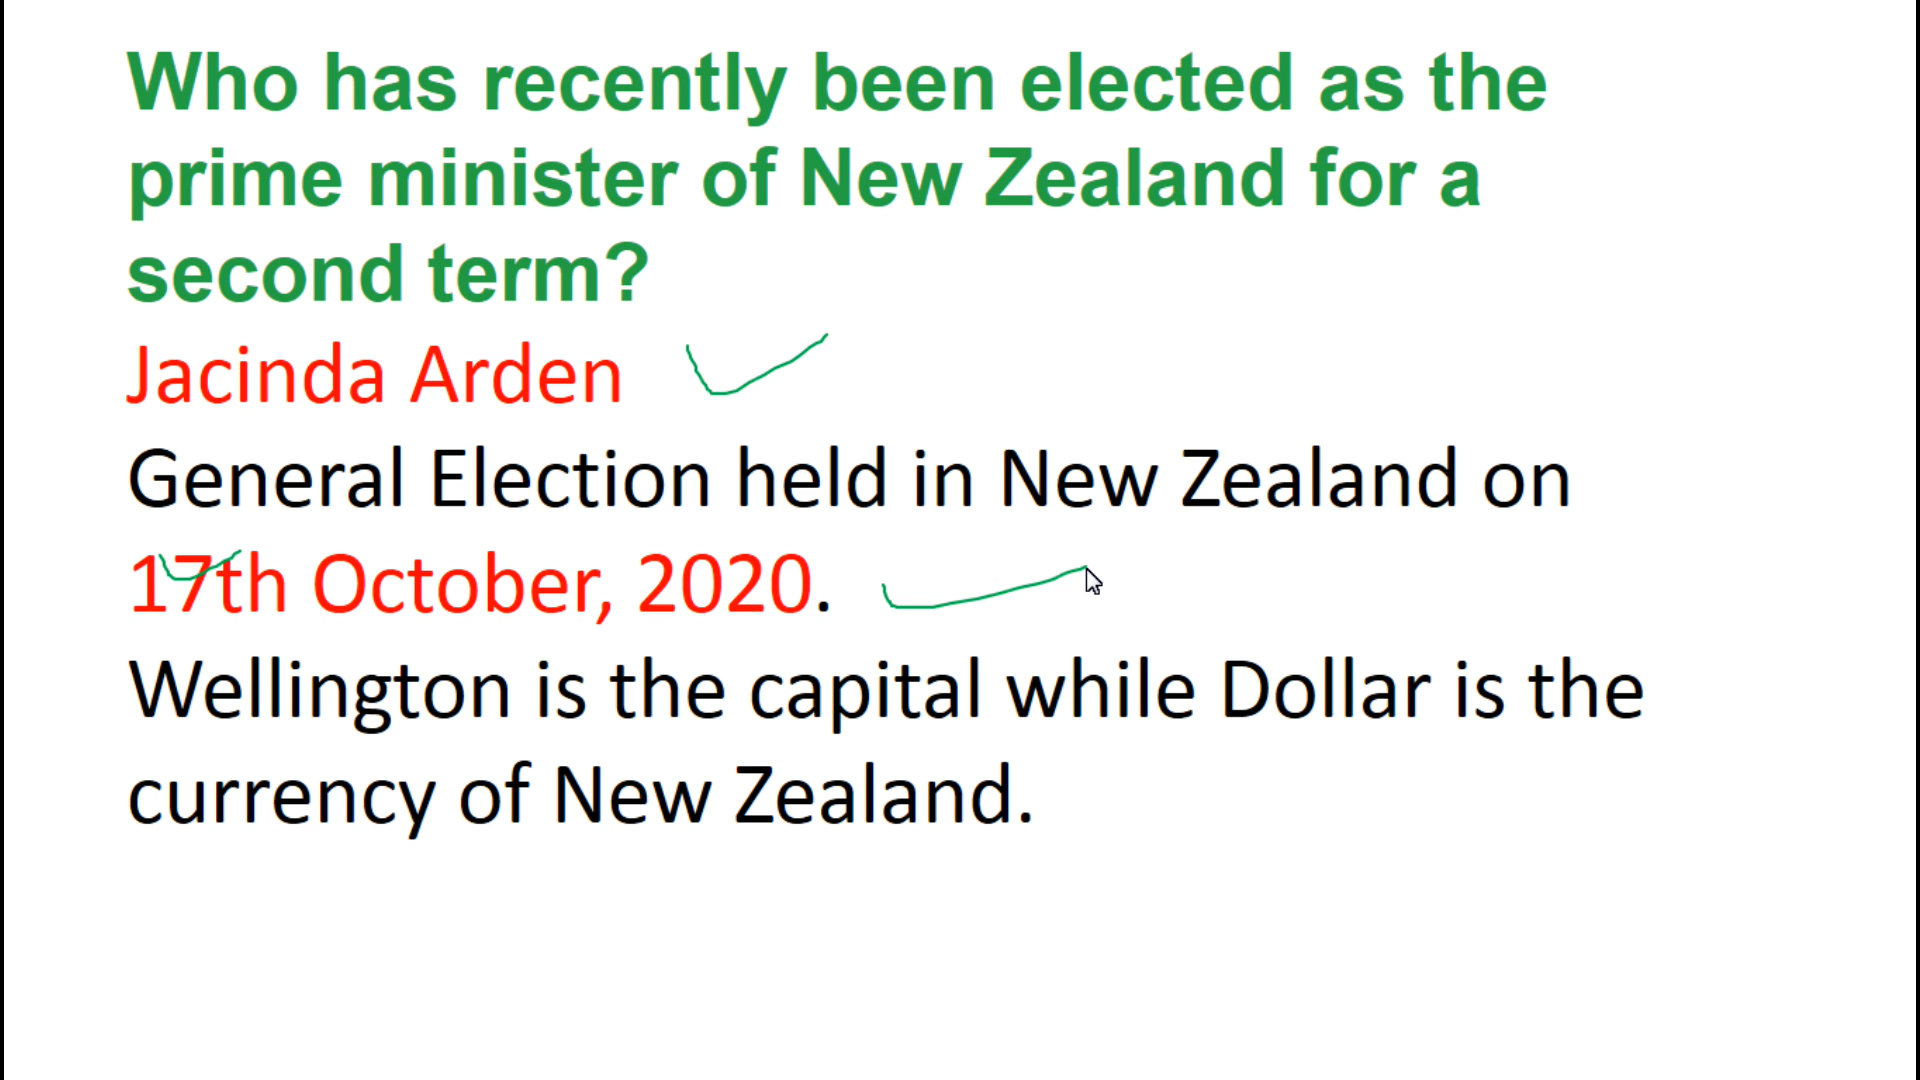 Who has recently been elected as the
prime minister of New Zealand for a
second term?
Jacinda Arden
General Election held in New Zealand on
17th October, 2020.
Wellington is the capital while Dollar is the
currency of New Zealand.